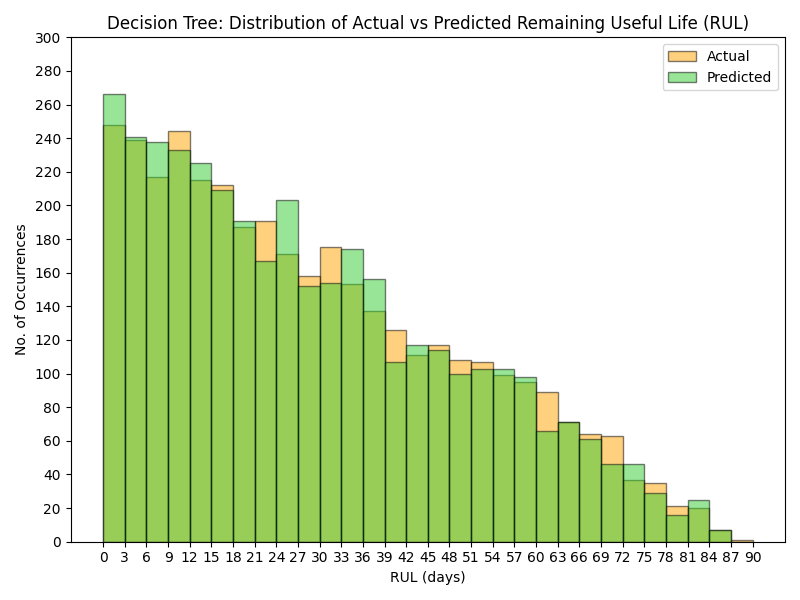 Decision Tree: Distribution of Actual vs Predicted Remaining Useful Life (RUL)
Actual
Predicted
No. of Occurrences
300
280
260
240
220
200
180
160
140
120
100
80
60
40
20
0
0 3 6 9 12 15 18 21 24 27 30 33 36 39 42 45 48 51 54 57 60 63 66 69 72 75 78 81 84 87 90
RUL (days)